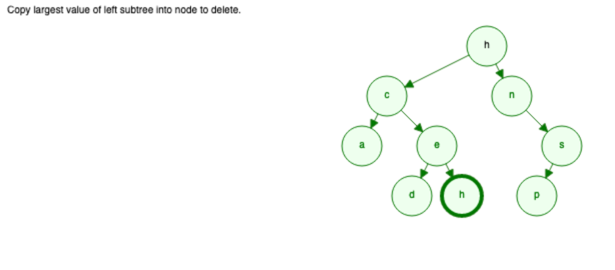 Copy largest value of left subtree into node to delete.
h
c n
a e s
d h p